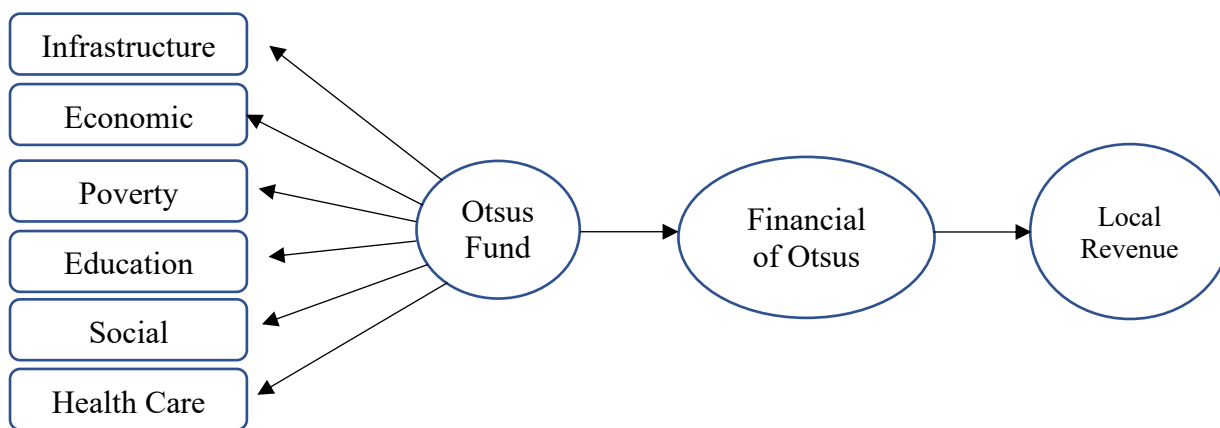 Infrastructure
Economic
Poverty
Education
Social
Health Care
Otsus
Fund
Financial
of Otsus
Local
Revenue